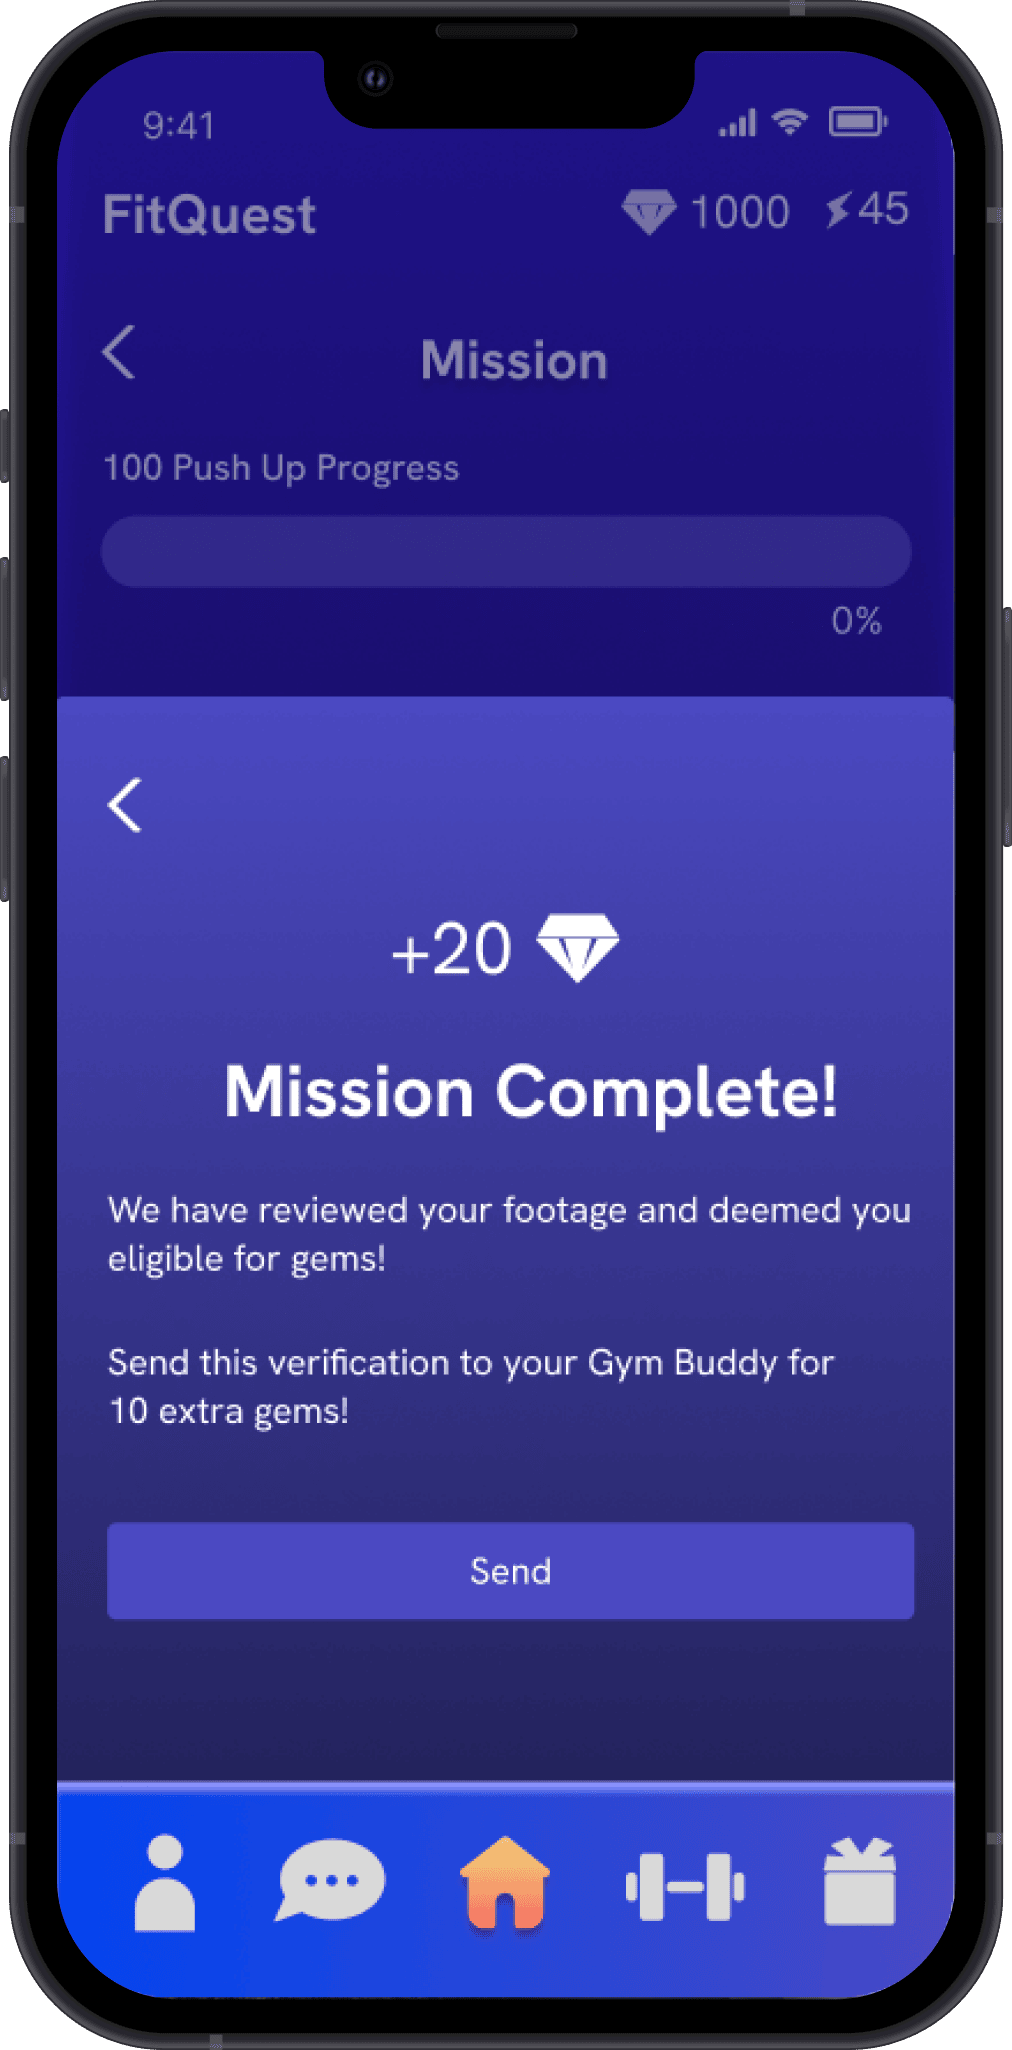 9:41
FitQuest 1000 45
Mission
100 Push Up Progress
0%
+20
Mission Complete!
We have reviewed your footage and deemed you
eligible for gems!
Send this verification to your Gym Buddy for
10 extra gems!
Send